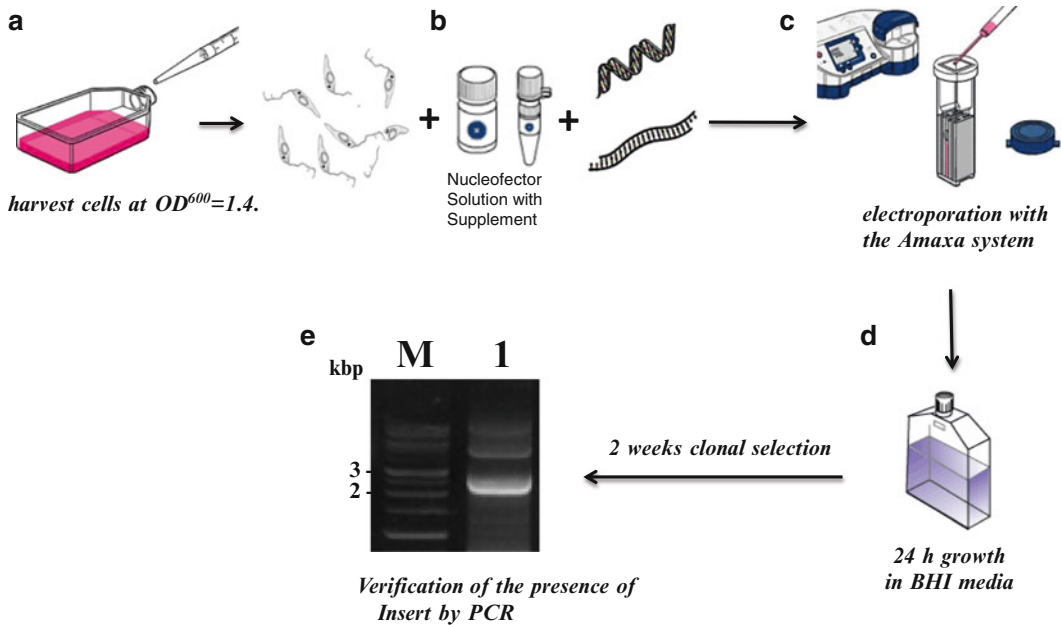 a
b
c
harvest cells at OD600=1.4.
+
+
Nucleofector
Solution with
Supplement
electroporation with
the Amaxa system
d
24 h growth
in BHI media
2 weeks clonal selection
e
kbp
M 1
3 -
2 -
Verification of the presence of
Insert by PCR